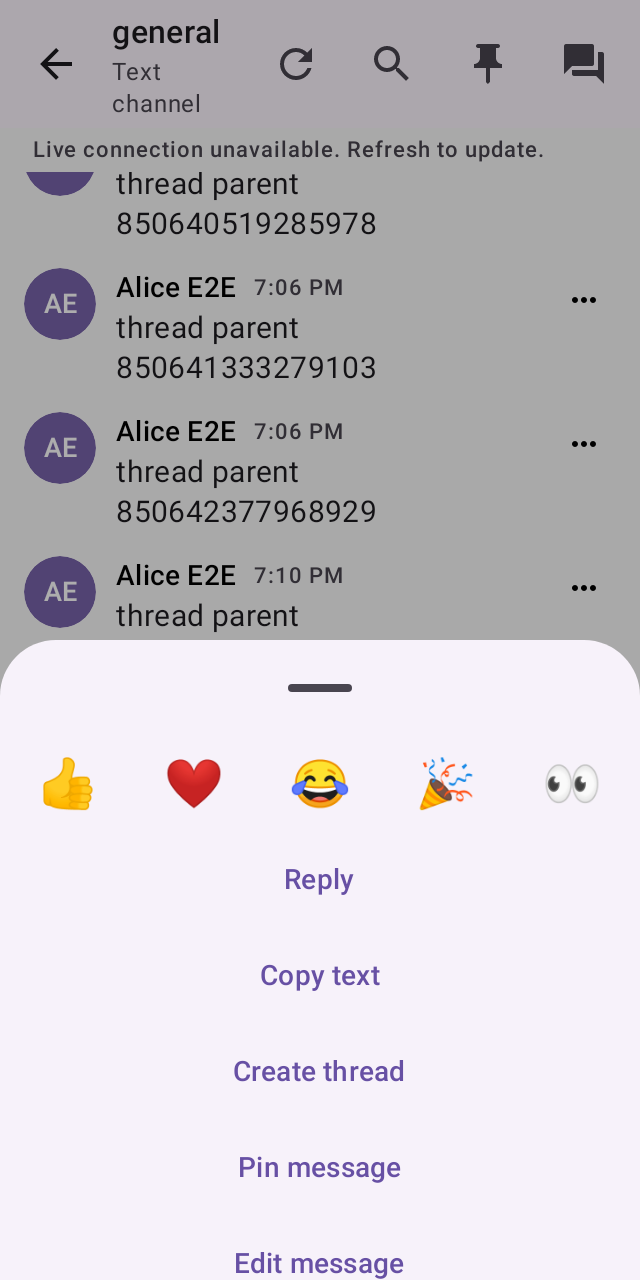 general
Text
channel
Live connection unavailable. Refresh to update.
thread parent
850640519285978
AE
Alice E2E 7:06 PM
thread parent
850641333279103
AE
Alice E2E 7:06 PM
thread parent
850642377968929
AE
Alice E2E 7:10 PM
thread parent
Reply
Copy text
Create thread
Pin message
Edit message